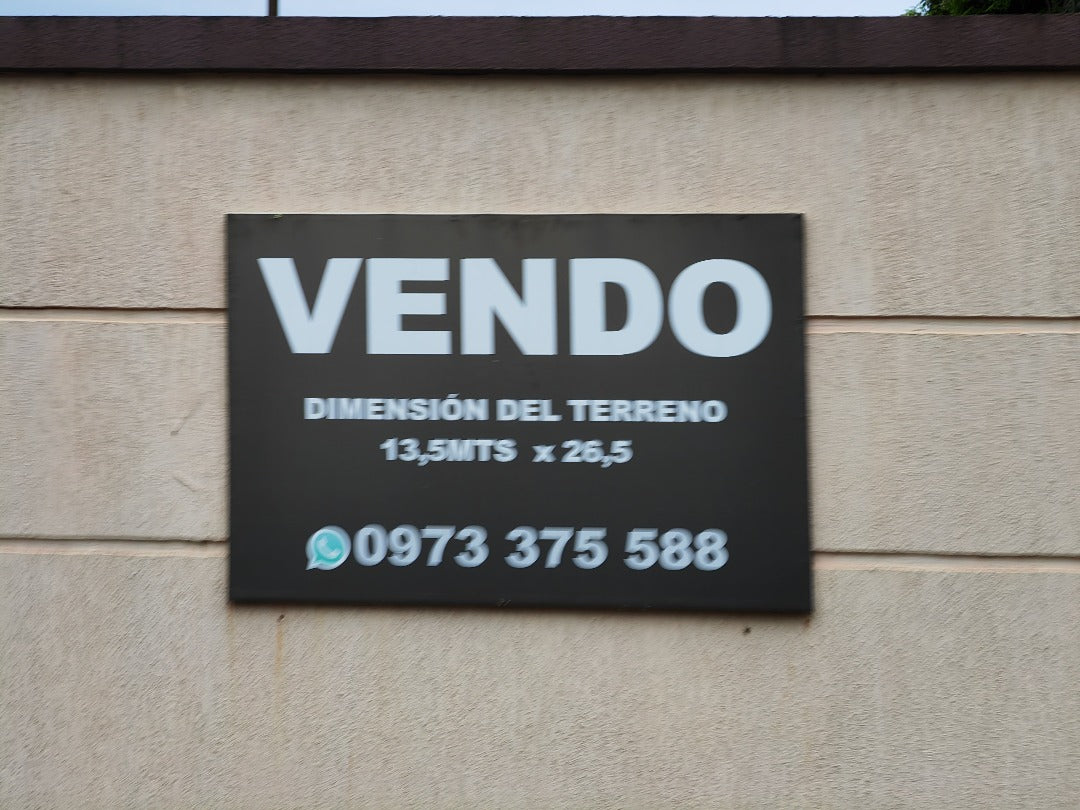 VENDO
DIMENSIÓN DEL TERRENO
13,5MTS x 26,5
0973 375 588